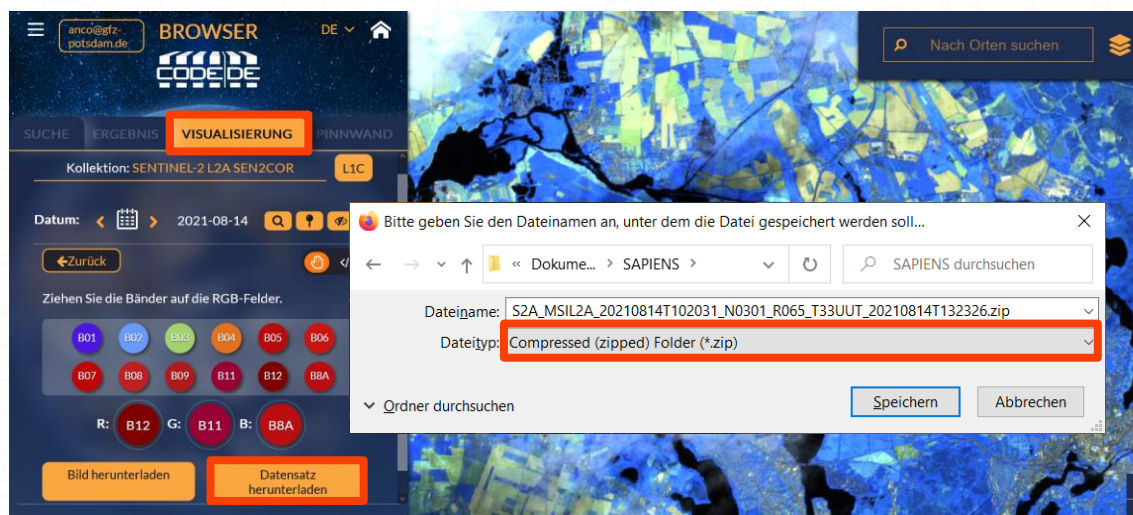 anco@gfz-
potsdam.de
BROWSER
DE
CODE DE
SUCHE ERGEBNIS VISUALISIERUNG PINNWAND
Kollektion: SENTINEL-2 L2A SEN2COR L1C
Datum: 2021-08-14
Zurück </
Ziehen Sie die Bänder auf die RGB-Felder.
B01 B02 B03 B04 B05 B06
B07 B08 B09 B11 B12 B8A
R: B12 G: B11 B: B8A
Bild herunterladen
Datensatz
herunterladen
Nach Orten suchen
Bitte geben Sie den Dateinamen an, unter dem die Datei gespeichert werden soll...
« Dokume... > SAPIENS >
SAPIENS durchsuchen
Dateiname: S2A_MSIL2A_20210814T102031_N0301_R065_T33UUT_20210814T132326.zip
Dateityp: Compressed (zipped) Folder (*.zip)
Ordner durchsuchen
Speichern
Abbrechen